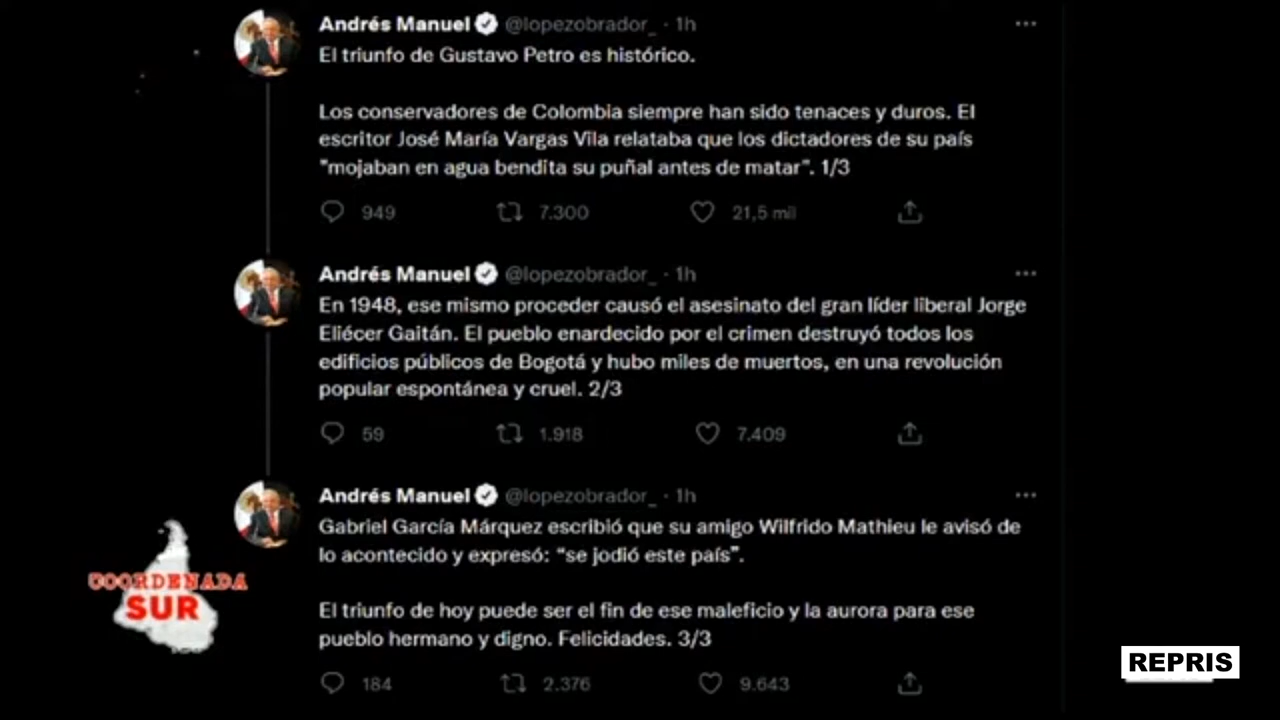 Andrés Manuel @lopezobrador_ · 1h
El triunfo de Gustavo Petro es histórico.
Los conservadores de Colombia siempre han sido tenaces y duros. El
escritor José María Vargas Vila relataba que los dictadores de su país
"mojaban en agua bendita su puñal antes de matar". 1/3
949 7.300 21,5 mil
Andrés Manuel @lopezobrador_ · 1h
En 1948, ese mismo proceder causó el asesinato del gran líder liberal Jorge
Eliécer Gaitán. El pueblo enardecido por el crimen destruyó todos los
edificios públicos de Bogotá y hubo miles de muertos, en una revolución
popular espontánea y cruel. 2/3
59 1.918 7.409
Andrés Manuel @lopezobrador_ · 1h
Gabriel García Márquez escribió que su amigo Wilfrido Mathieu le avisó de
lo acontecido y expresó: “se jodió este país”.
El triunfo de hoy puede ser el fin de ese maleficio y la aurora para ese
pueblo hermano y digno. Felicidades. 3/3
184 2.376 9.643
COORDENADA
SUR
REPRIS